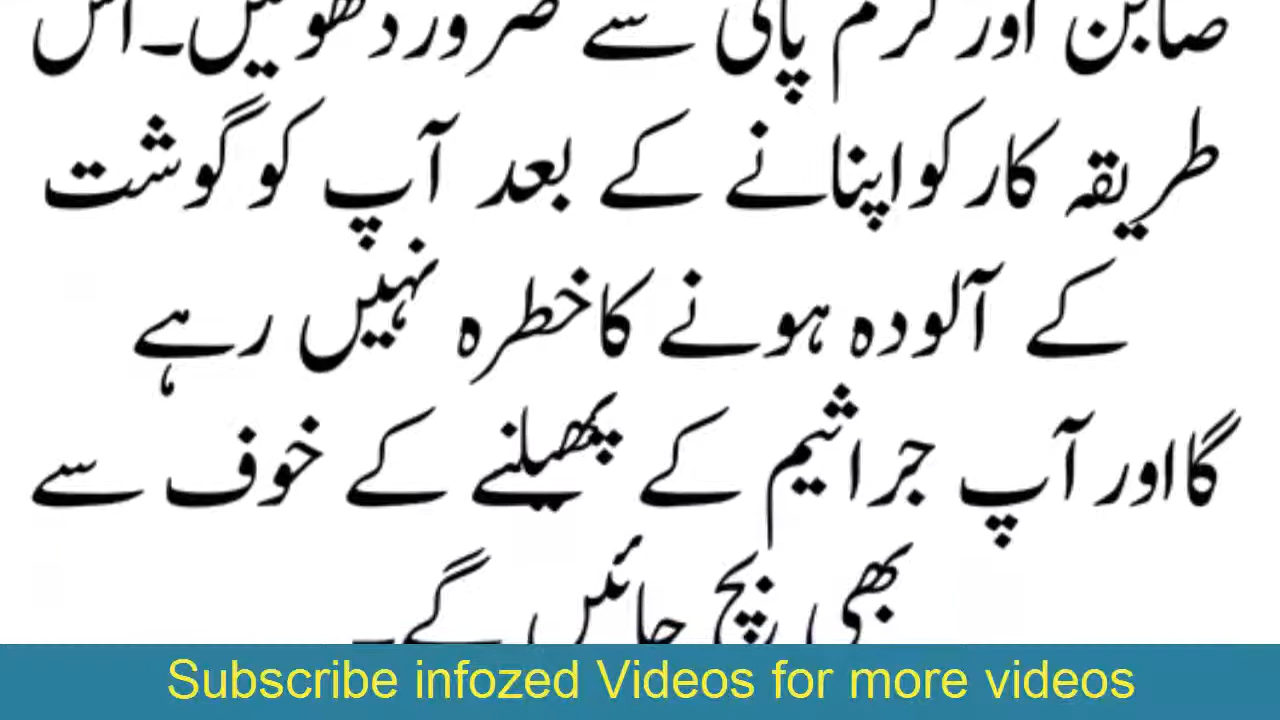 صابن اور گرم پانی سے ضرور دھوئیں۔اس
طریقہ کار کو اپنانے کے بعد آپ کو گوشت
کے آلودہ ہونے کا خطرہ نہیں رہے
گا اور آپ جراثیم کے پھیلنے کے خوف سے
بھی بچ جائیں گے۔
Subscribe infozed Videos for more videos